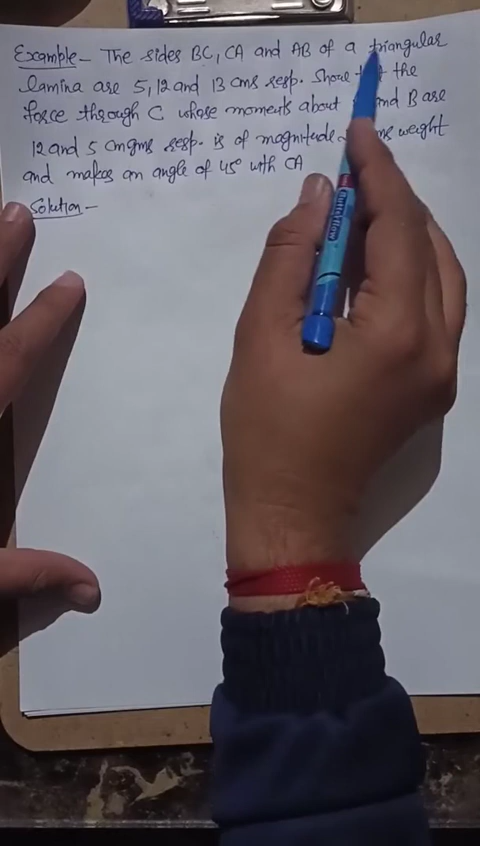 Example- The sides BC, CA and AB of a triangular
lamina are 5, 12 and 13 cms resp. Show the
force through C whose moments about and B are
12 and 5 cmgms resp. is of magnitude weight
and makes an angle of 45° with CA
Solution-
Butterflow